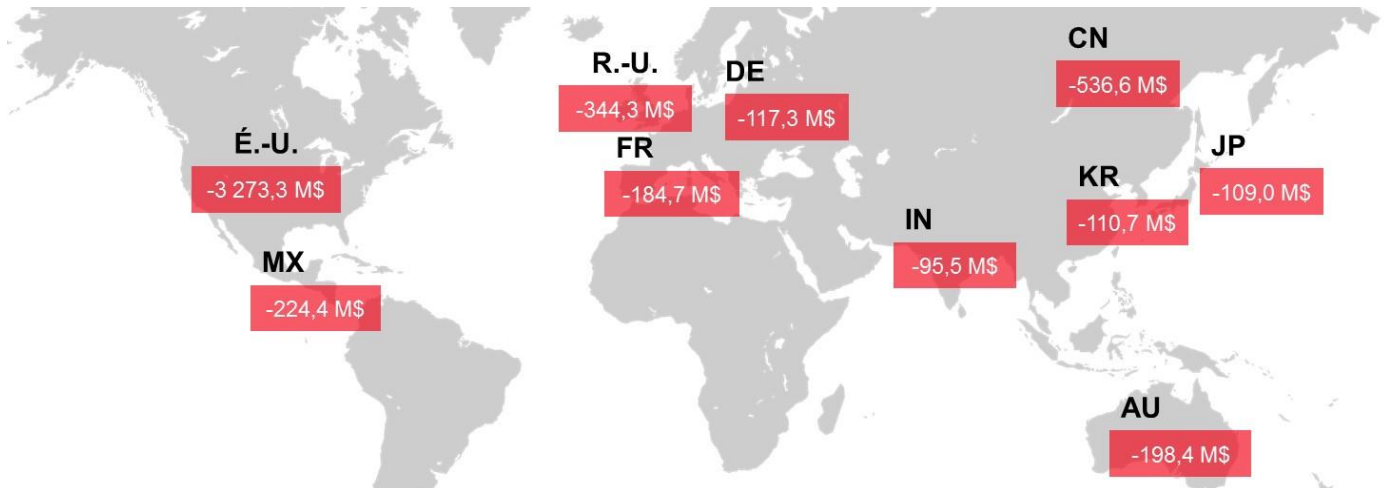 CN
-536,6 M$
R.-U.
-344,3 M$
DE
-117,3 M$
É.-U.
-3 273,3 M$
FR
-184,7 M$
JP
-109,0 M$
KR
-110,7 M$
IN
-95,5 M$
MX
-224,4 M$
AU
-198,4 M$